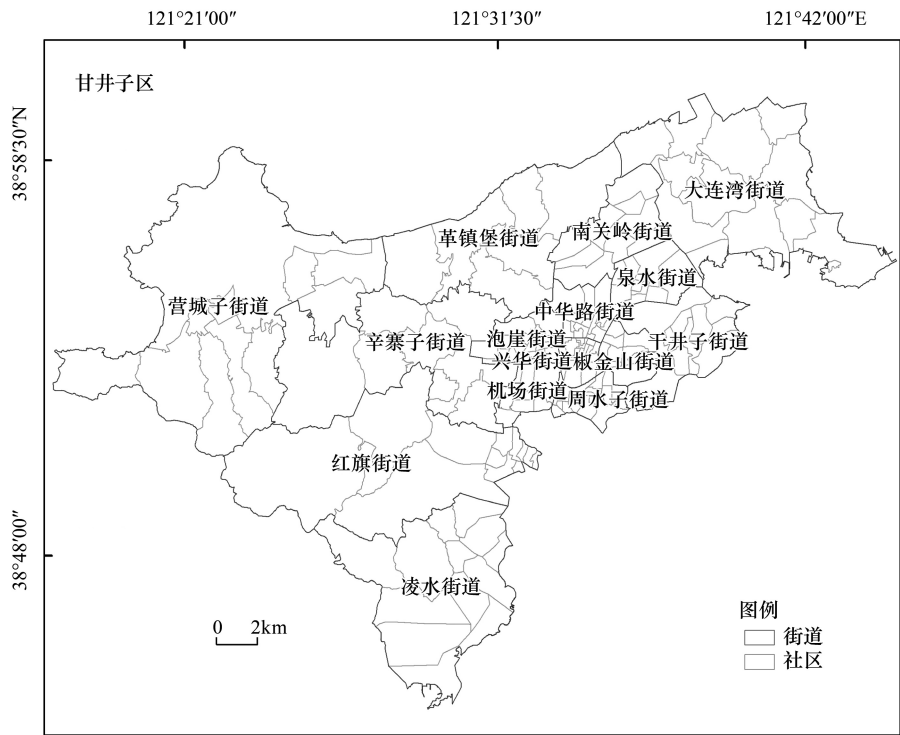 121°21′00″
121°31′30″
121°42′00″E
甘井子区
38°58′30″N
大连湾街道
南关岭街道
革镇堡街道
泉水街道
营城子街道
中华路街道
泡崖街道
辛寨子街道
干井子街道
兴华街道
椒金山街道
机场街道
周水子街道
红旗街道
38°48′00″
凌水街道
图例
0 2km
街道
社区